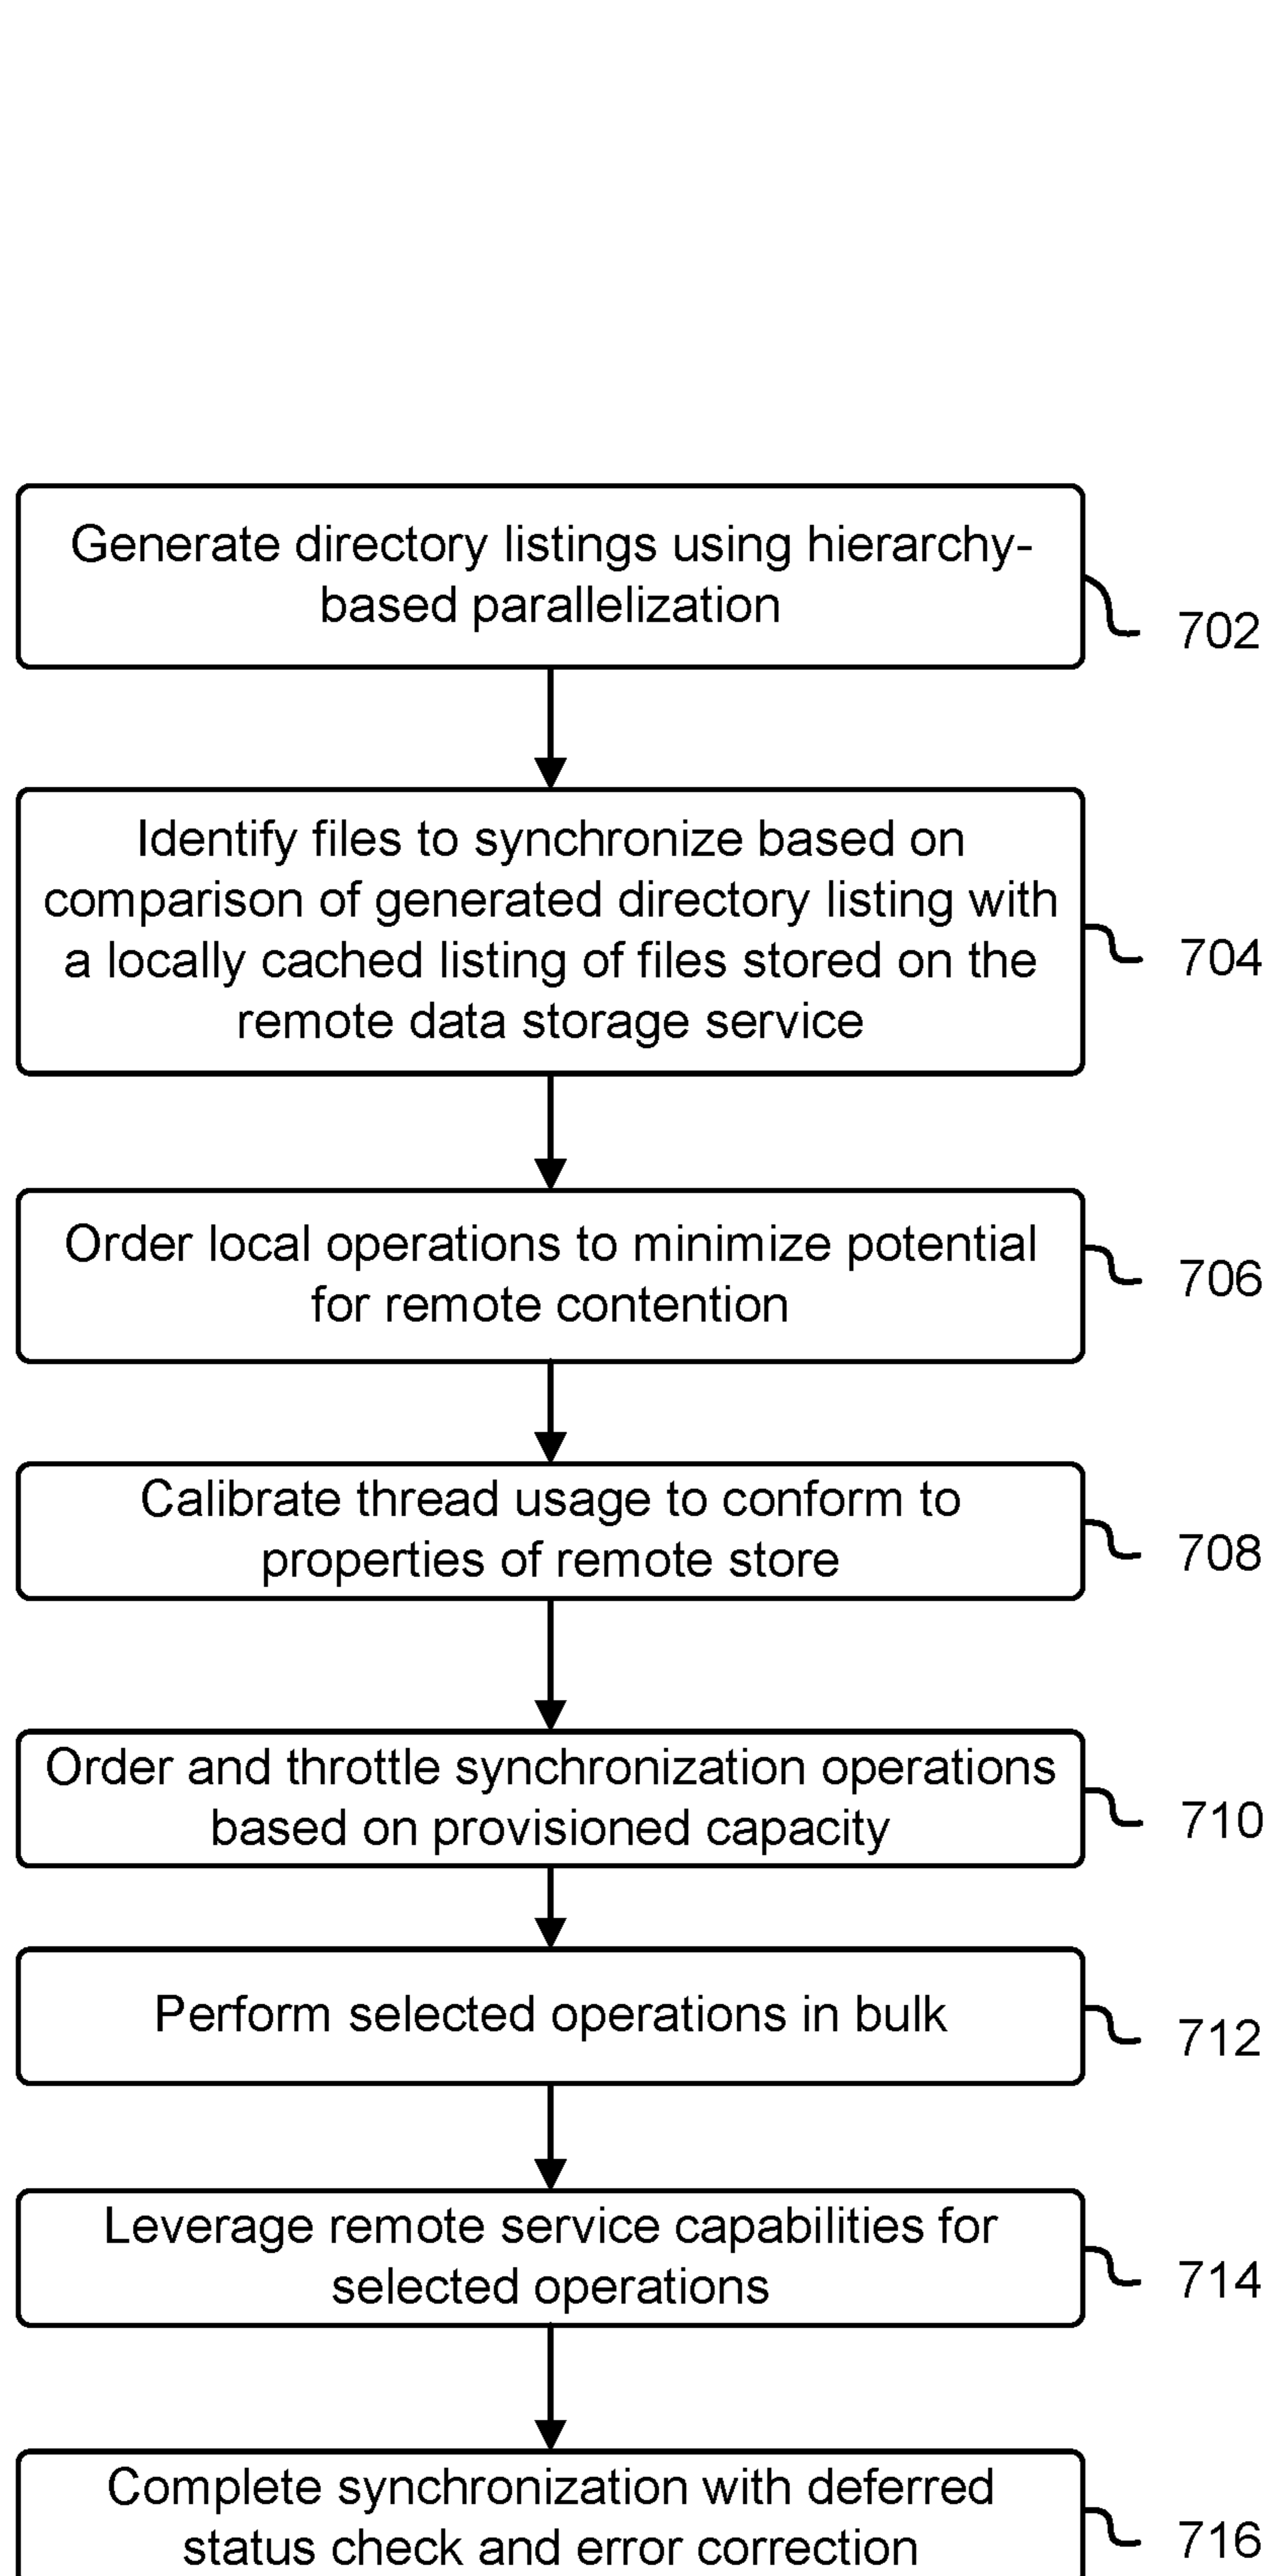 Generate directory listings using hierarchy-
based parallelization
702
Identify files to synchronize based on
comparison of generated directory listing with
a locally cached listing of files stored on the
remote data storage service
704
Order local operations to minimize potential
for remote contention
706
Calibrate thread usage to conform to
properties of remote store
708
Order and throttle synchronization operations
based on provisioned capacity
710
Perform selected operations in bulk
712
Leverage remote service capabilities for
selected operations
714
Complete synchronization with deferred
status check and error correction
716